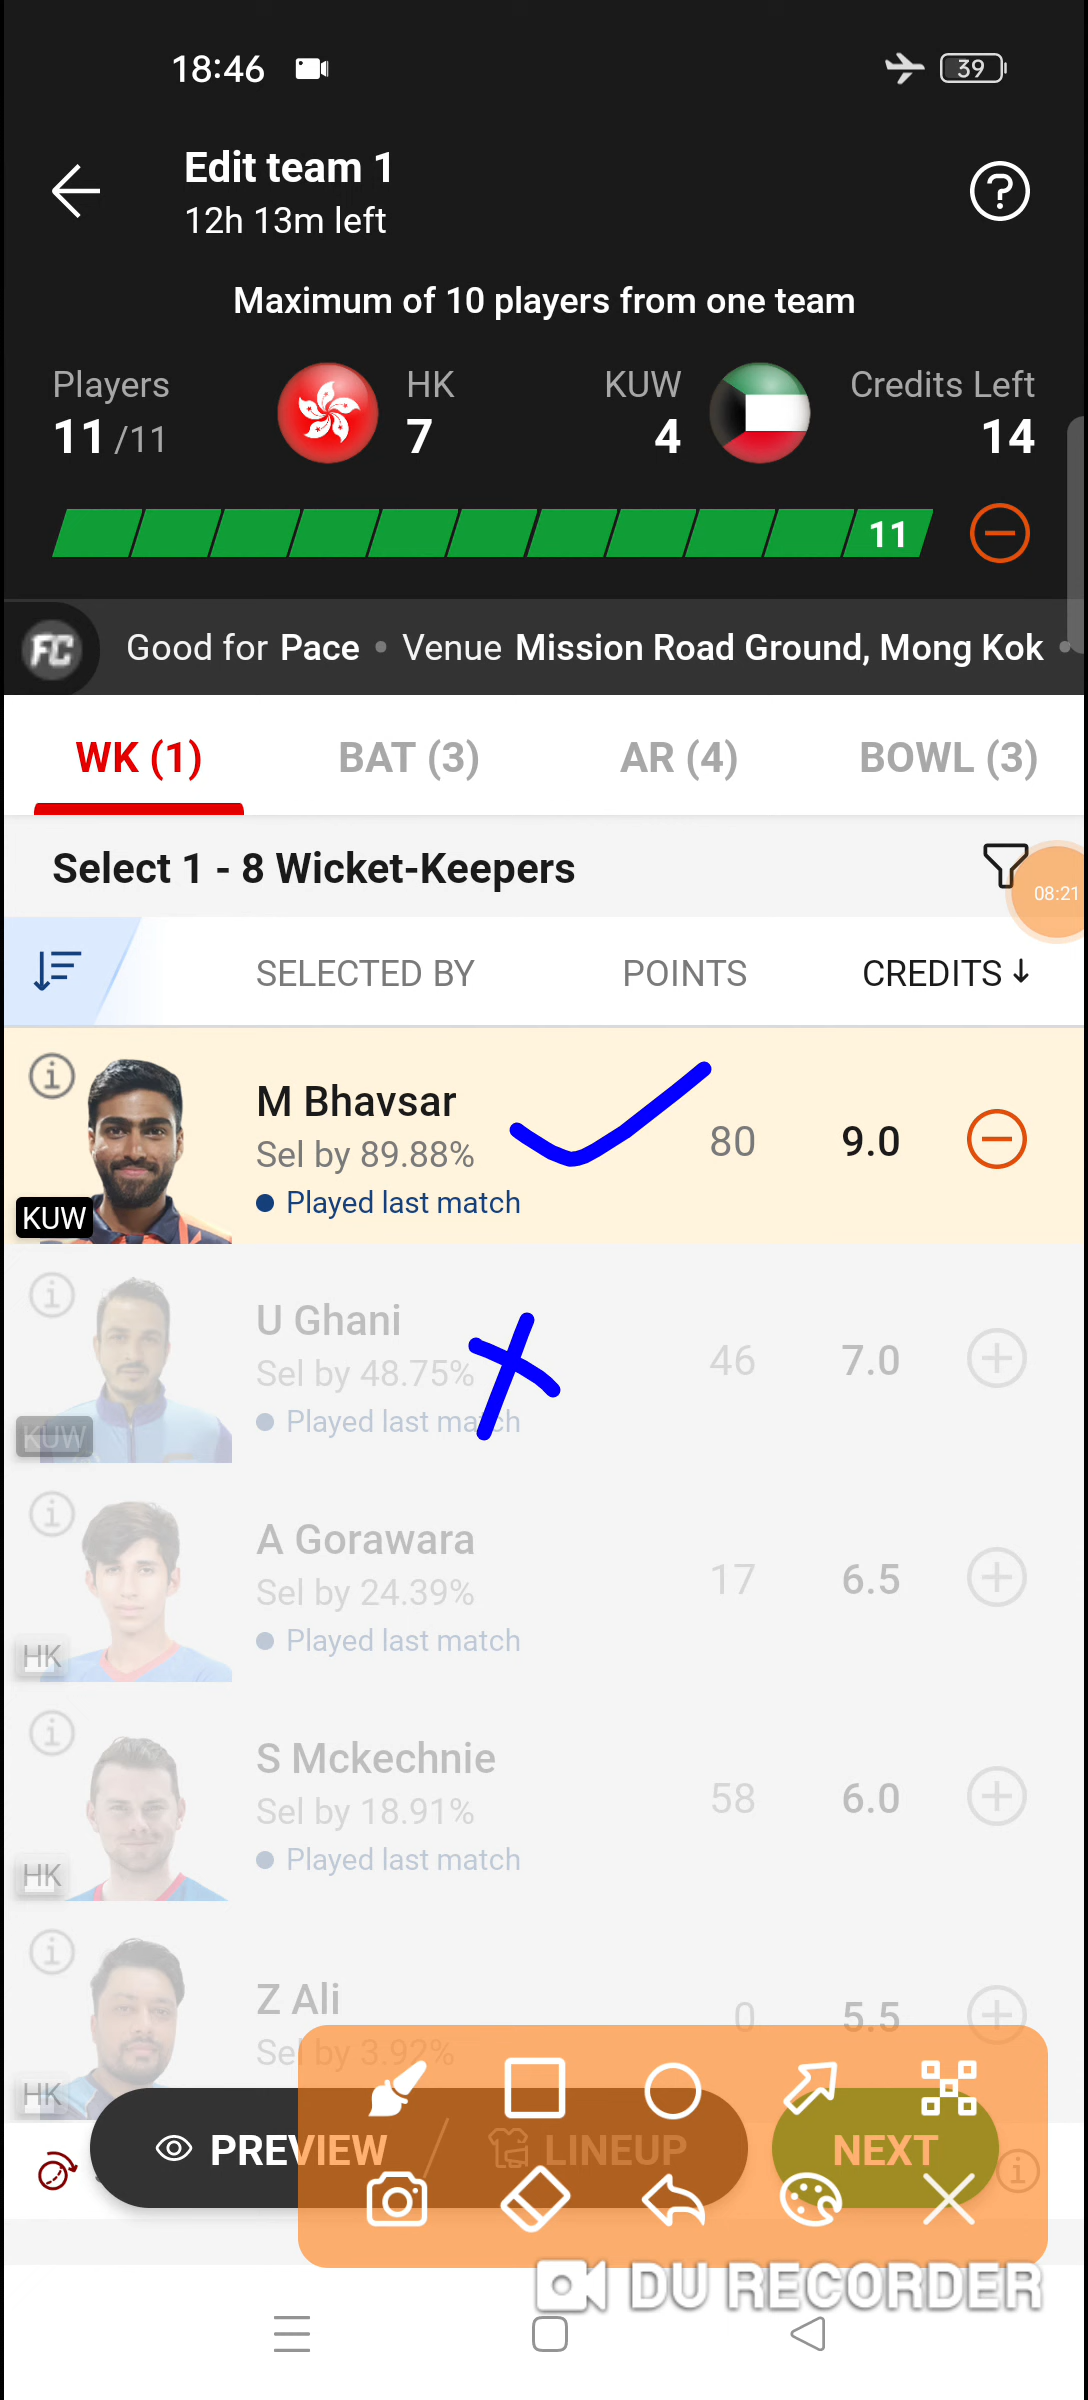 18:46
39
Edit team 1
12h 13m left
Maximum of 10 players from one team
Players HK KUW Credits Left
11/11 7 4 14
11
FC Good for Pace • Venue Mission Road Ground, Mong Kok •
WK (1) BAT (3) AR (4) BOWL (3)
Select 1 - 8 Wicket-Keepers
08:21
SELECTED BY POINTS CREDITS ↓
M Bhavsar
Sel by 89.88% 80 9.0
Played last match
KUW
U Ghani
Sel by 48.75% 46 7.0
Played last match
KUW
A Gorawara
Sel by 24.39% 17 6.5
Played last match
HK
S Mckechnie
Sel by 18.91% 58 6.0
Played last match
HK
Z Ali
0 5.5
Sel by 3.92%
HK
PREVIEW LINEUP NEXT
DU RECORDER